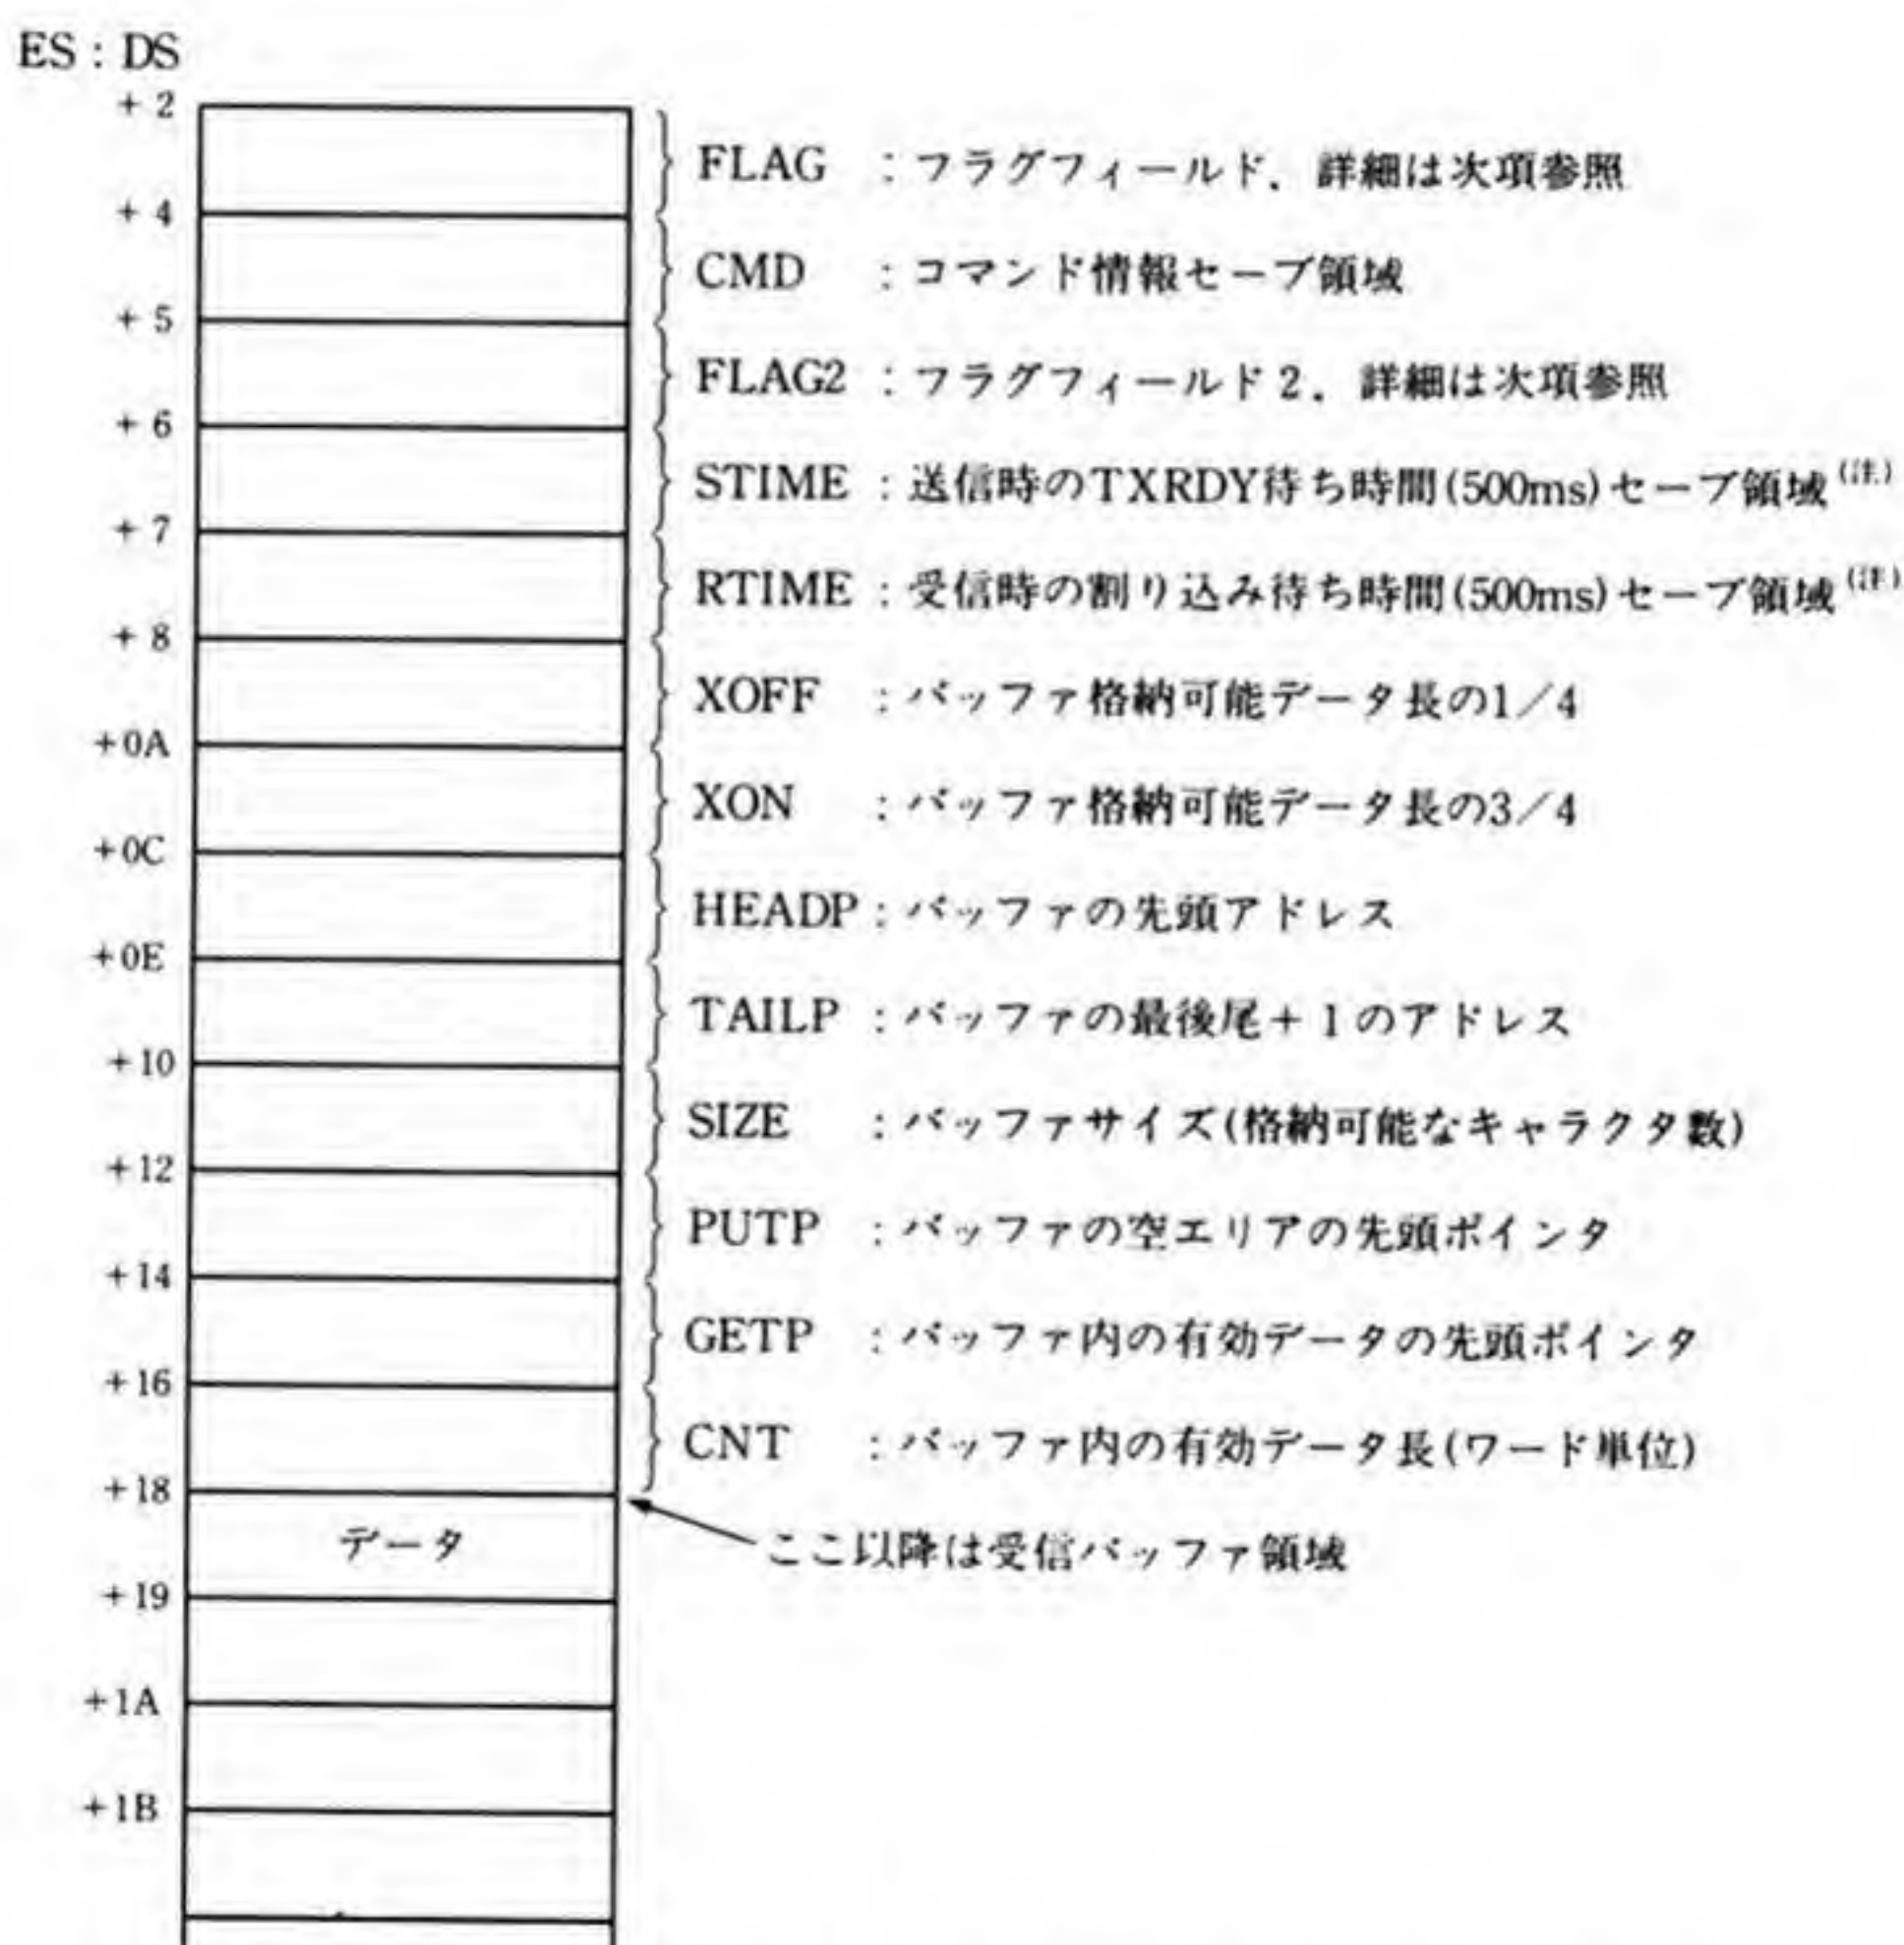 ES : DS
+2
FLAG : フラグフィールド．詳細は次項参照
+4
CMD : コマンド情報セーブ領域
+5
FLAG2 : フラグフィールド2．詳細は次項参照
+6
STIME : 送信時のTXRDY待ち時間(500ms)セーブ領域(注)
+7
RTIME : 受信時の割り込み待ち時間(500ms)セーブ領域(注)
+8
XOFF : バッファ格納可能データ長の1／4
+0A
XON : バッファ格納可能データ長の3／4
+0C
HEADP : バッファの先頭アドレス
+0E
TAILP : バッファの最後尾＋1のアドレス
+10
SIZE : バッファサイズ(格納可能なキャラクタ数)
+12
PUTP : バッファの空エリアの先頭ポインタ
+14
GETP : バッファ内の有効データの先頭ポインタ
+16
CNT : バッファ内の有効データ長(ワード単位)
+18
データ
ここ以降は受信バッファ領域
+19
+1A
+1B